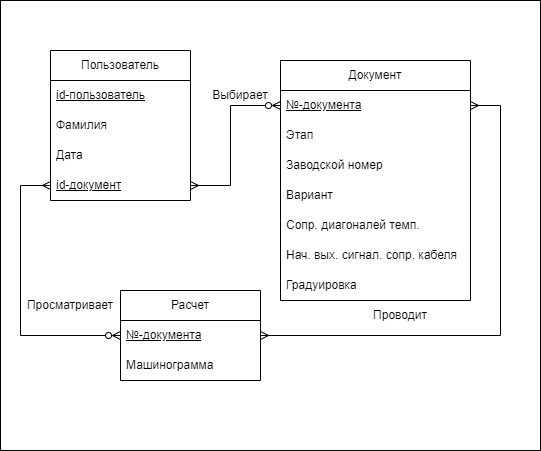 Пользователь
id-пользователь
Фамилия
Дата
id-документ
Выбирает
Документ
№-документа
Этап
Заводской номер
Вариант
Сопр. диагоналей темп.
Нач. вых. сигнал. сопр. кабеля
Градуировка
Просматривает
Расчет
№-документа
Машинограмма
Проводит